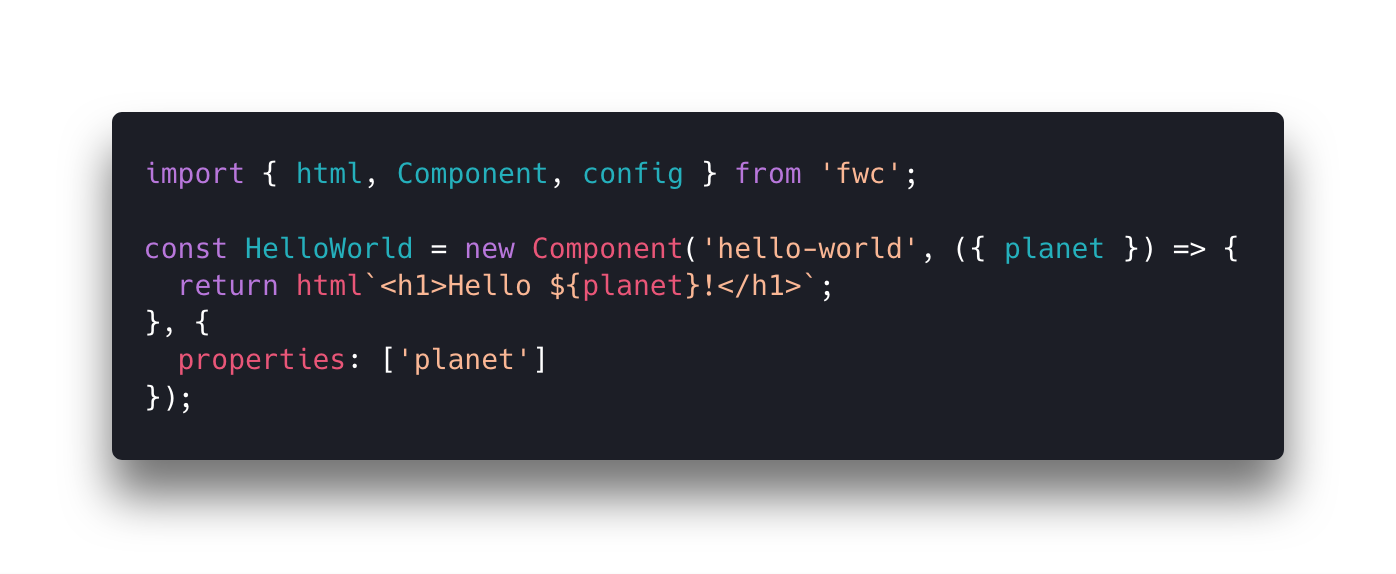 import { html, Component, config } from 'fwc';
const HelloWorld = new Component('hello-world', ({ planet }) => {
  return html`<h1>Hello ${planet}!</h1>`;
}, {
  properties: ['planet']
});